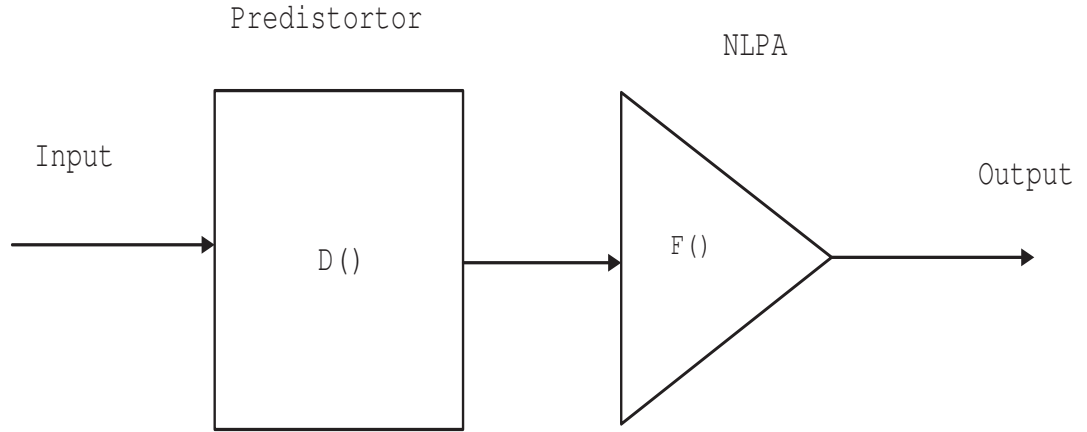 Predistortor
NLPA
Input
Output
D()
F()